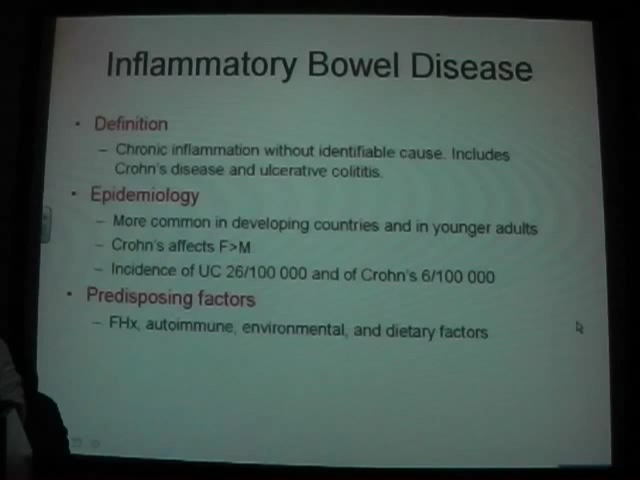 Inflammatory Bowel Disease
• Definition
– Chronic inflammation without identifiable cause. Includes
Crohn's disease and ulcerative colititis.
• Epidemiology
– More common in developing countries and in younger adults
– Crohn's affects F>M
– Incidence of UC 26/100 000 and of Crohn's 6/100 000
• Predisposing factors
– FHx, autoimmune, environmental, and dietary factors